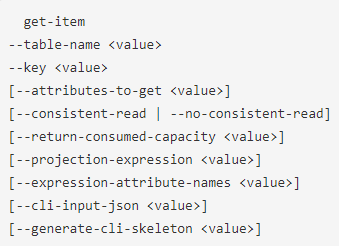 get-item
--table-name <value>
--key <value>
[--attributes-to-get <value>]
[--consistent-read | --no-consistent-read]
[--return-consumed-capacity <value>]
[--projection-expression <value>]
[--expression-attribute-names <value>]
[--cli-input-json <value>]
[--generate-cli-skeleton <value>]